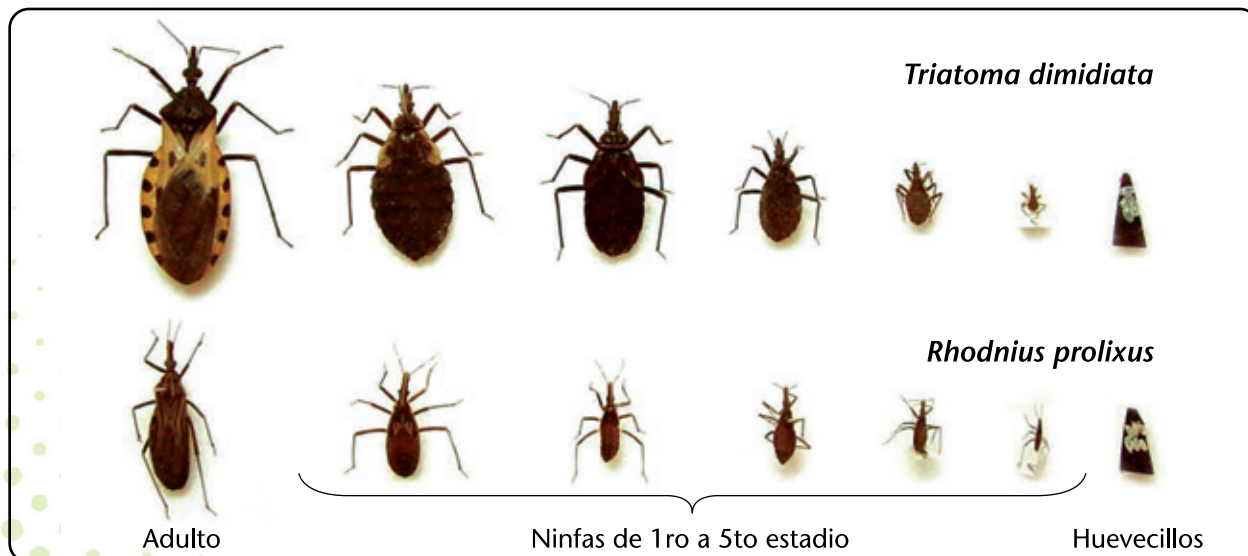 Triatoma dimidiata
Rhodnius prolixus
Adulto
Ninfas de 1ro a 5to estadio
Huevecillos